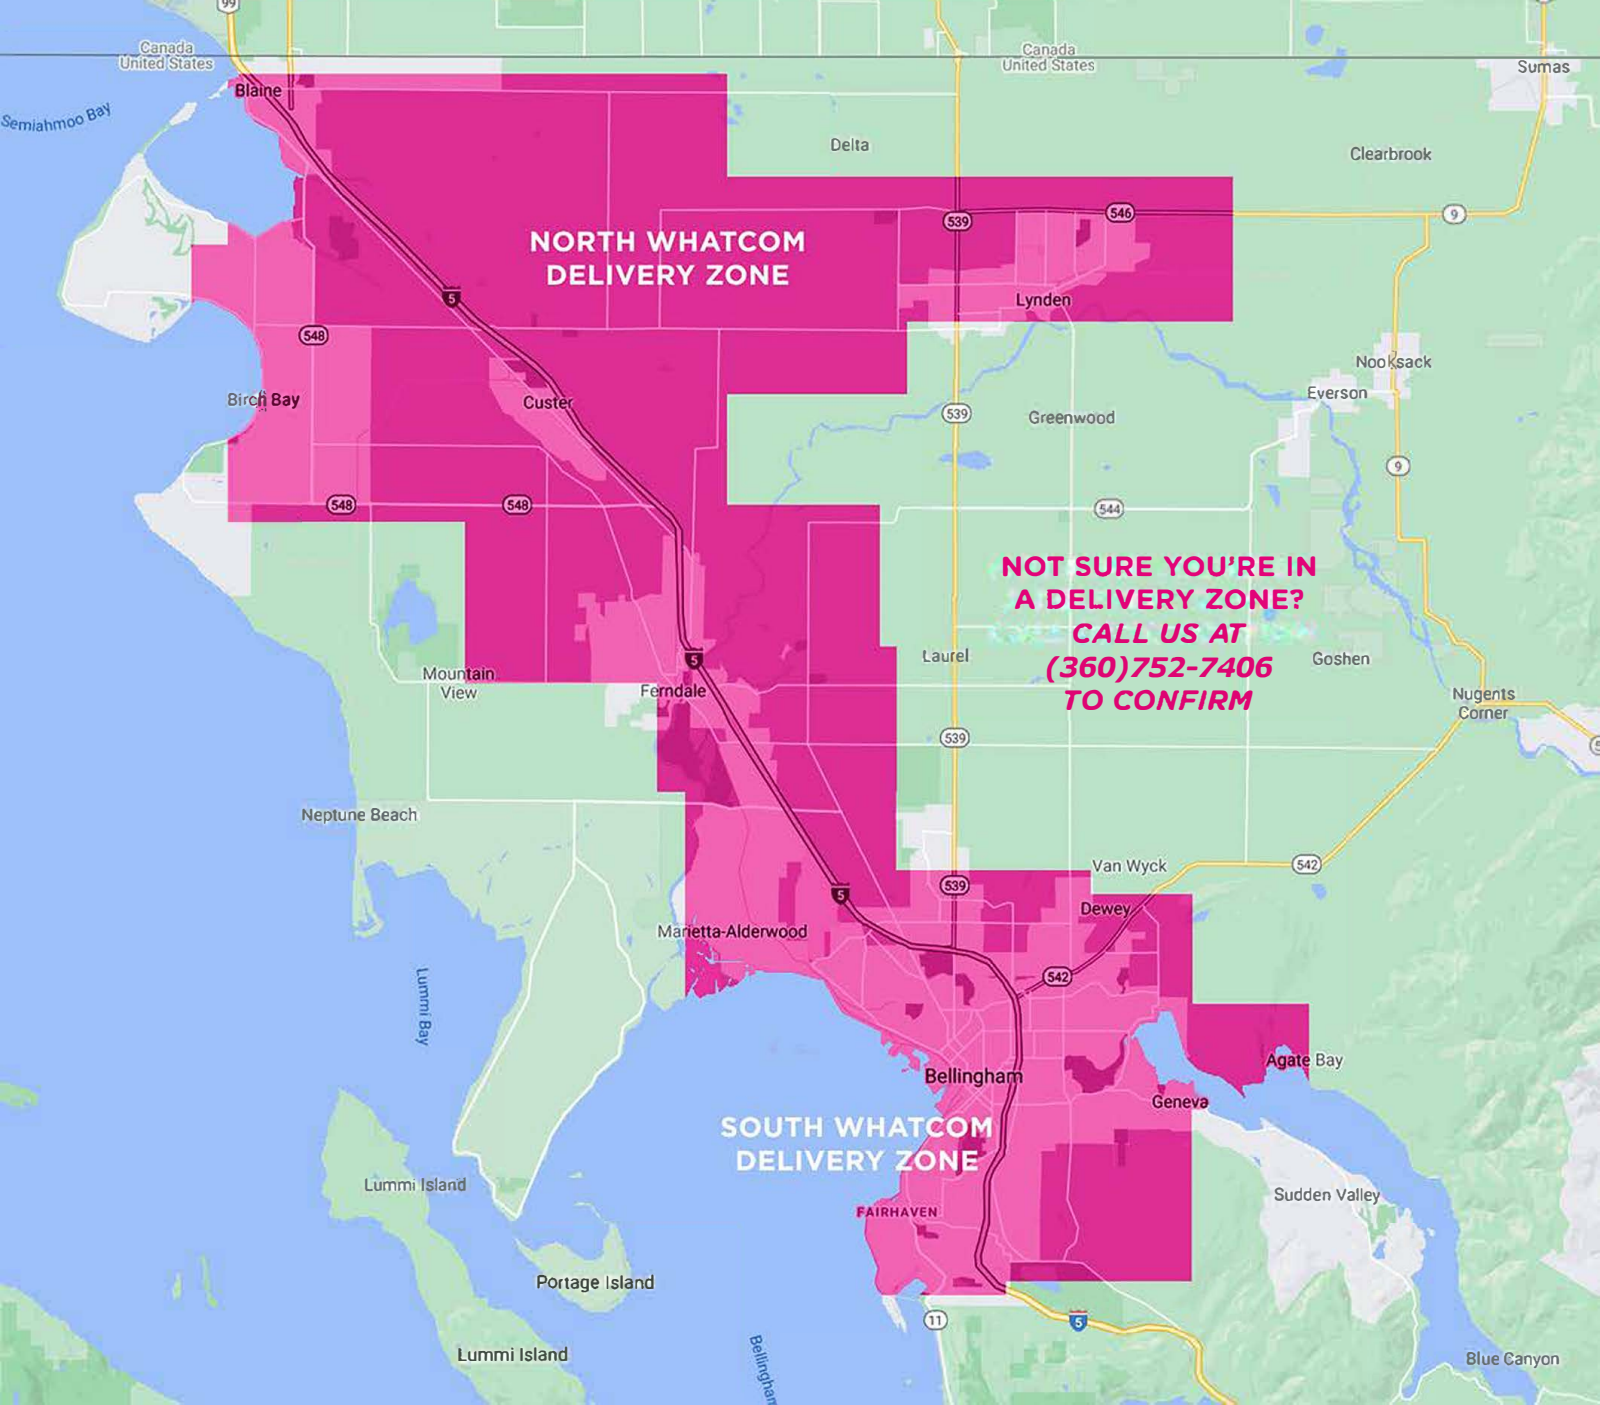 99
Canada
United States
Canada
United States
Sumas
Blaine
Semiahmoo Bay
Delta
Clearbrook
539
546
9
NORTH WHATCOM
DELIVERY ZONE
5
Lynden
548
Nooksack
Everson
Birch Bay
Custer
539
Greenwood
9
548
548
544
NOT SURE YOU'RE IN
A DELIVERY ZONE?
CALL US AT
(360)752-7406
TO CONFIRM
Laurel
Goshen
5
Mountain
View
Ferndale
Nugents
Corner
539
Neptune Beach
Van Wyck
542
539
5
Dewey
Marietta-Alderwood
542
Lummi Bay
Agate Bay
Bellingham
Geneva
SOUTH WHATCOM
DELIVERY ZONE
Lummi Island
Sudden Valley
FAIRHAVEN
Portage Island
11
5
Lummi Island
Bellingham
Blue Canyon